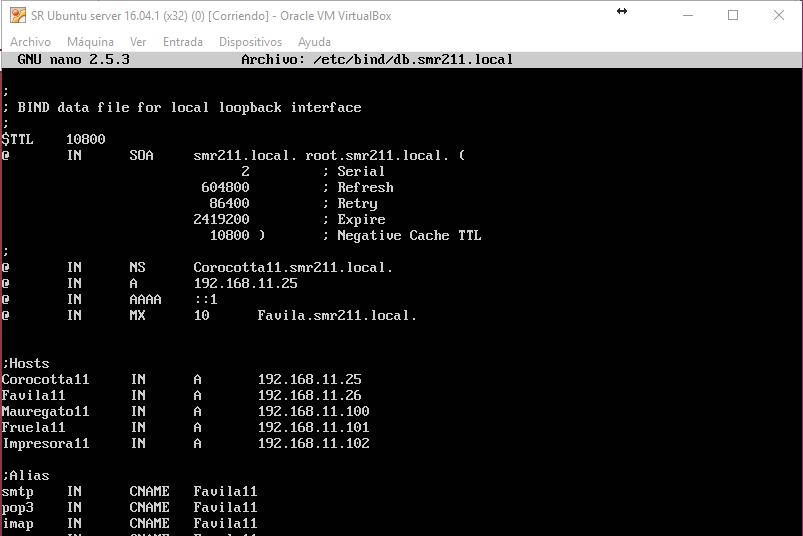 SR Ubuntu server 16.04.1 (x32) (0) [Corriendo] - Oracle VM VirtualBox
Archivo Máquina Ver Entrada Dispositivos Ayuda
GNU nano 2.5.3 Archivo: /etc/bind/db.smr211.local
;
; BIND data file for local loopback interface
;
$TTL 10800
@ IN SOA smr211.local. root.smr211.local. (
2 ; Serial
604800 ; Refresh
86400 ; Retry
2419200 ; Expire
10800 ) ; Negative Cache TTL
;
@ IN NS Corocotta11.smr211.local.
@ IN A 192.168.11.25
@ IN AAAA ::1
@ IN MX 10 Favila.smr211.local.
;Hosts
Corocotta11 IN A 192.168.11.25
Favila11 IN A 192.168.11.26
Mauregato11 IN A 192.168.11.100
Fruela11 IN A 192.168.11.101
Impresora11 IN A 192.168.11.102
;Alias
smtp IN CNAME Favila11
pop3 IN CNAME Favila11
imap IN CNAME Favila11
IN CNAME Favila11